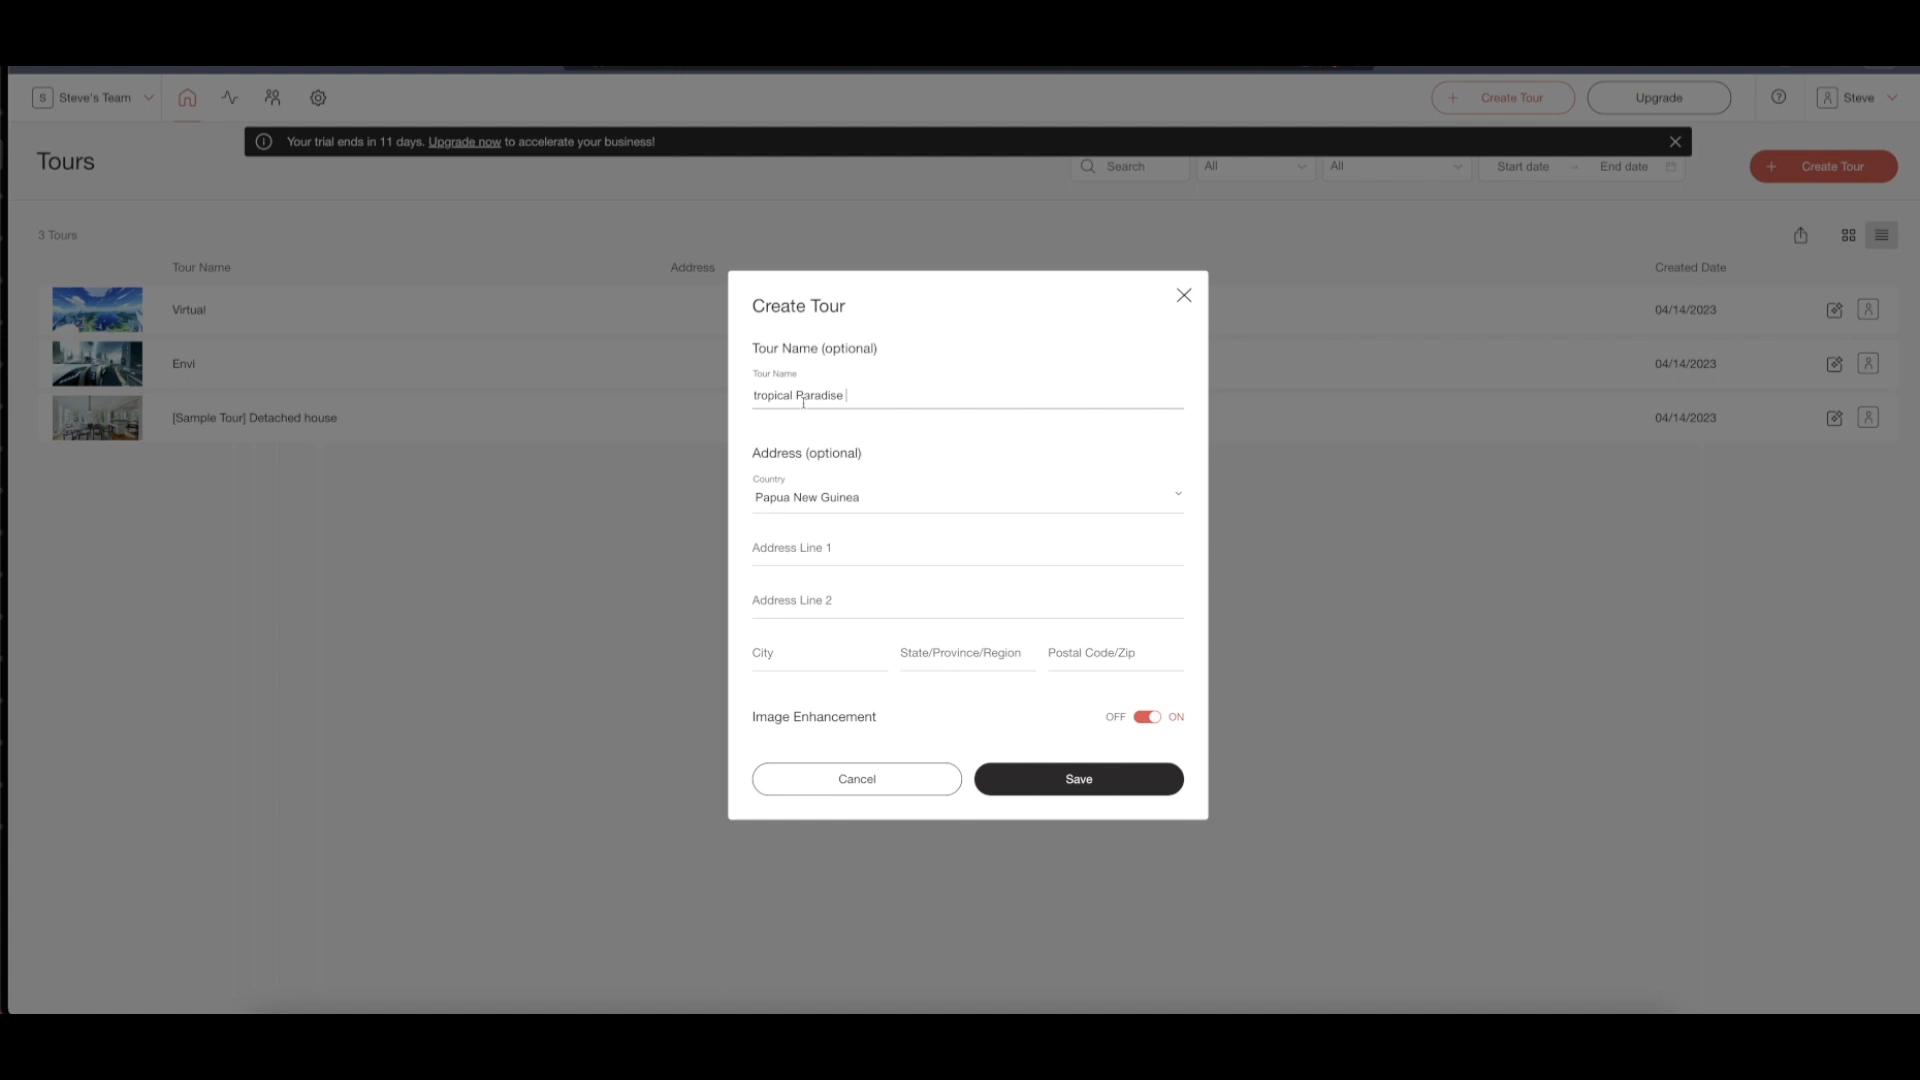 S Steve's Team
+ Create Tour
Upgrade
Steve
Your trial ends in 11 days. Upgrade now to accelerate your business!
Tours
Search
All
All
Start date
End date
+ Create Tour
3 Tours
Tour Name
Address
Created Date
Virtual
04/14/2023
Envi
04/14/2023
[Sample Tour] Detached house
04/14/2023
Create Tour
Tour Name (optional)
Tour Name
tropical Paradise
Address (optional)
Country
Papua New Guinea
Address Line 1
Address Line 2
City
State/Province/Region
Postal Code/Zip
Image Enhancement
OFF
ON
Cancel
Save